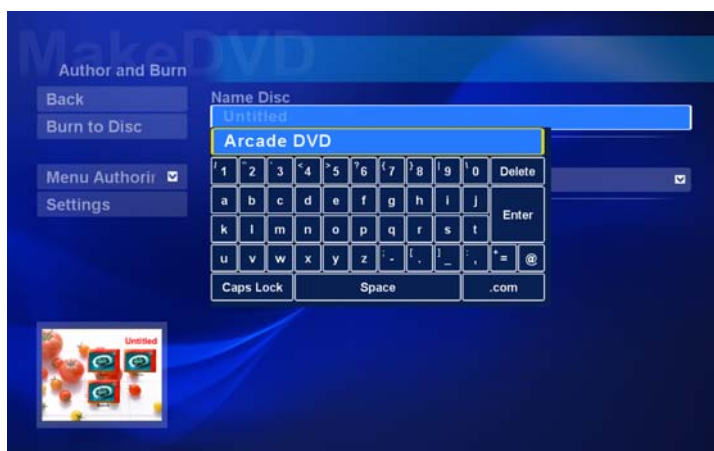 MakeDVD
Author and Burn
Back
Burn to Disc
Menu Authorir
Settings
Name Disc
Untitled
Arcade DVD
1 2 3 < 4 > 5 ? 6 { 7 } 8 | 9 \ 0 Delete
a b c d e f g h i j
Enter
k l m n o p q r s t
u v w x y z - [ . ] _ , + = @
Caps Lock Space .com
Untitled